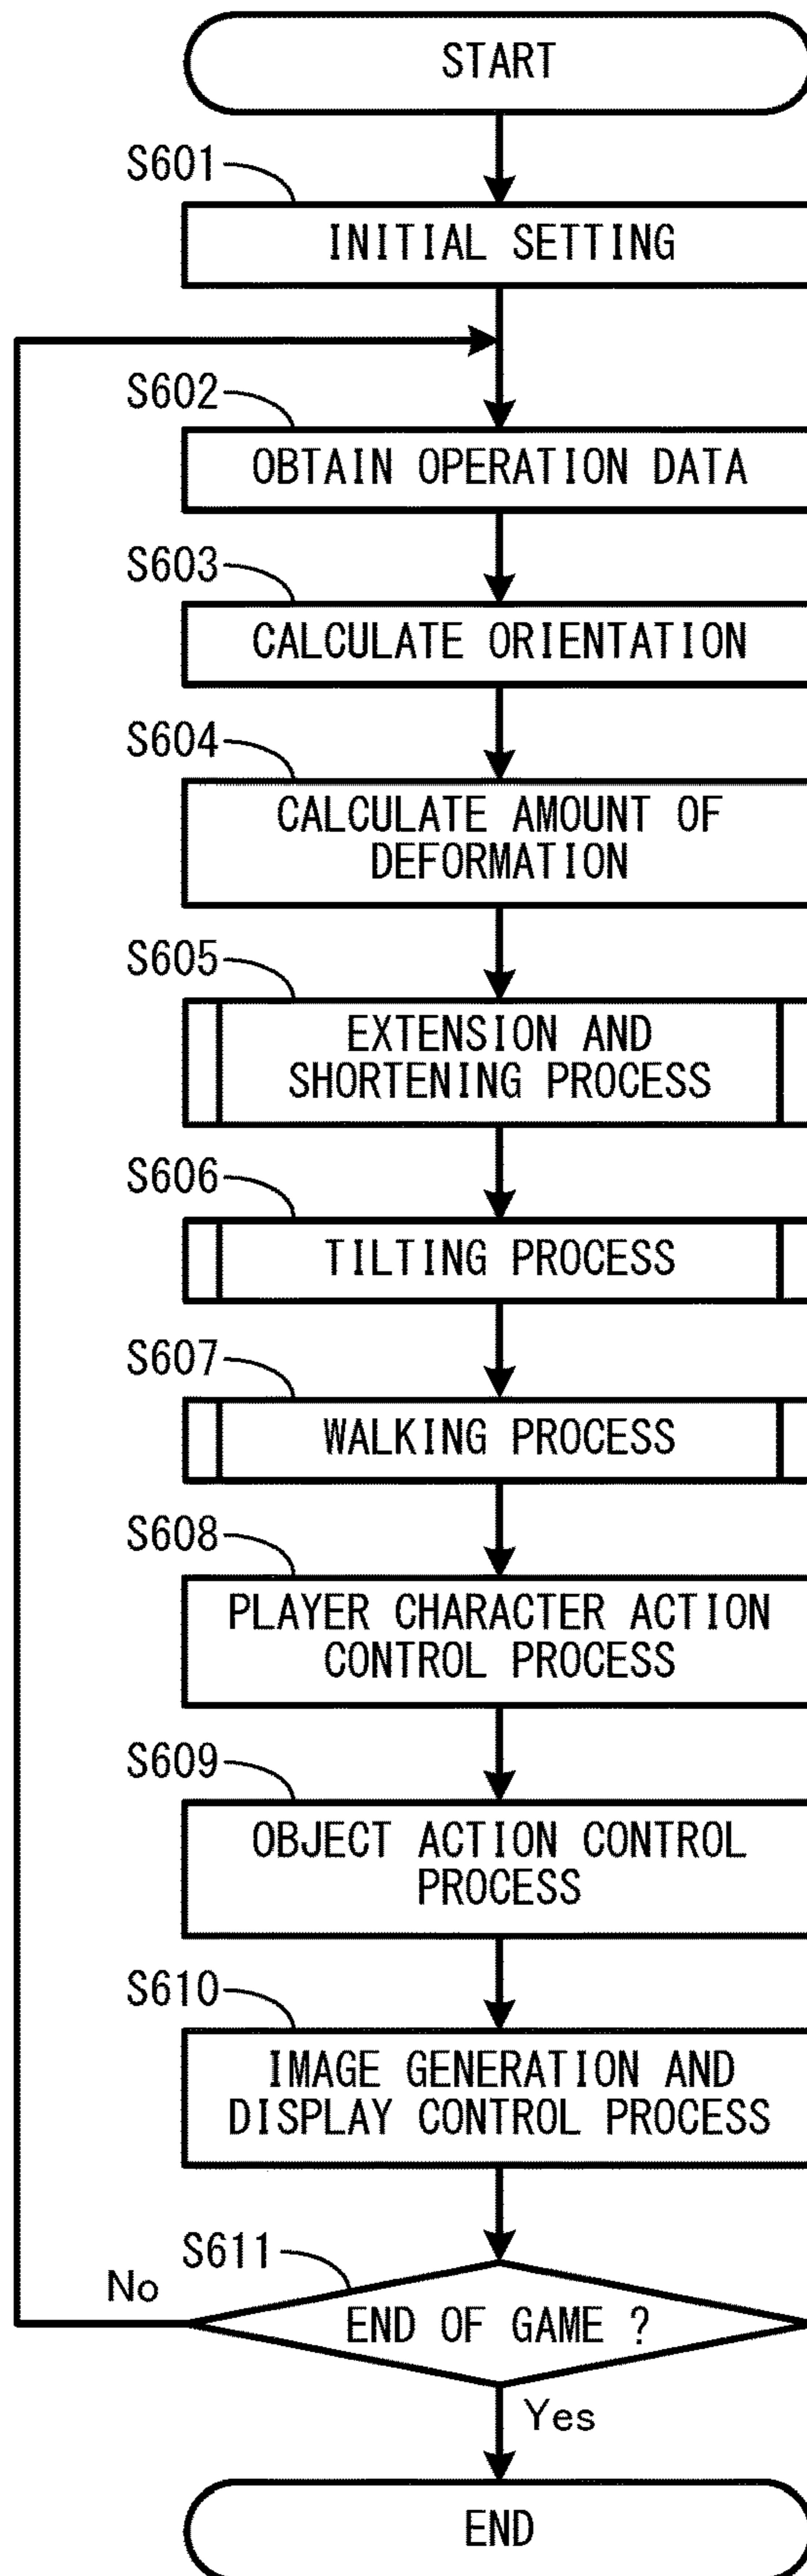 START
S601
INITIAL SETTING
S602
OBTAIN OPERATION DATA
S603
CALCULATE ORIENTATION
S604
CALCULATE AMOUNT OF
DEFORMATION
S605
EXTENSION AND
SHORTENING PROCESS
S606
TILTING PROCESS
S607
WALKING PROCESS
S608
PLAYER CHARACTER ACTION
CONTROL PROCESS
S609
OBJECT ACTION CONTROL
PROCESS
S610
IMAGE GENERATION AND
DISPLAY CONTROL PROCESS
S611
No
END OF GAME ?
Yes
END